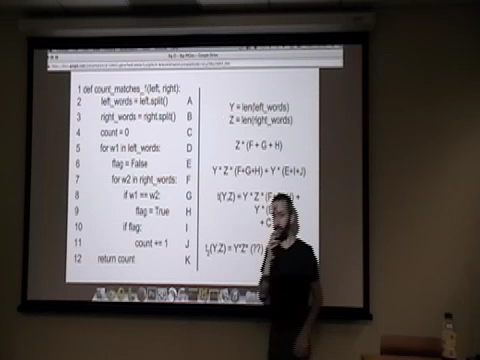 1 def count_matches_1(left, right):
2 left_words = left.split() A
3 right_words = right.split() B
4 count = 0 C
5 for w1 in left_words: D
6 flag = False E
7 for w2 in right_words: F
8 if w1 == w2: G
9 flag = True H
10 if flag: I
11 count += 1 J
12 return count K
Y = len(left_words)
Z = len(right_words)
Z * (F + G + H)
Y * Z * (F+G+H) + Y * (E+I+J)
t(Y,Z) = Y * Z * (F+
Y * (E
+ C
(Y,Z) = Y*Z* (??)